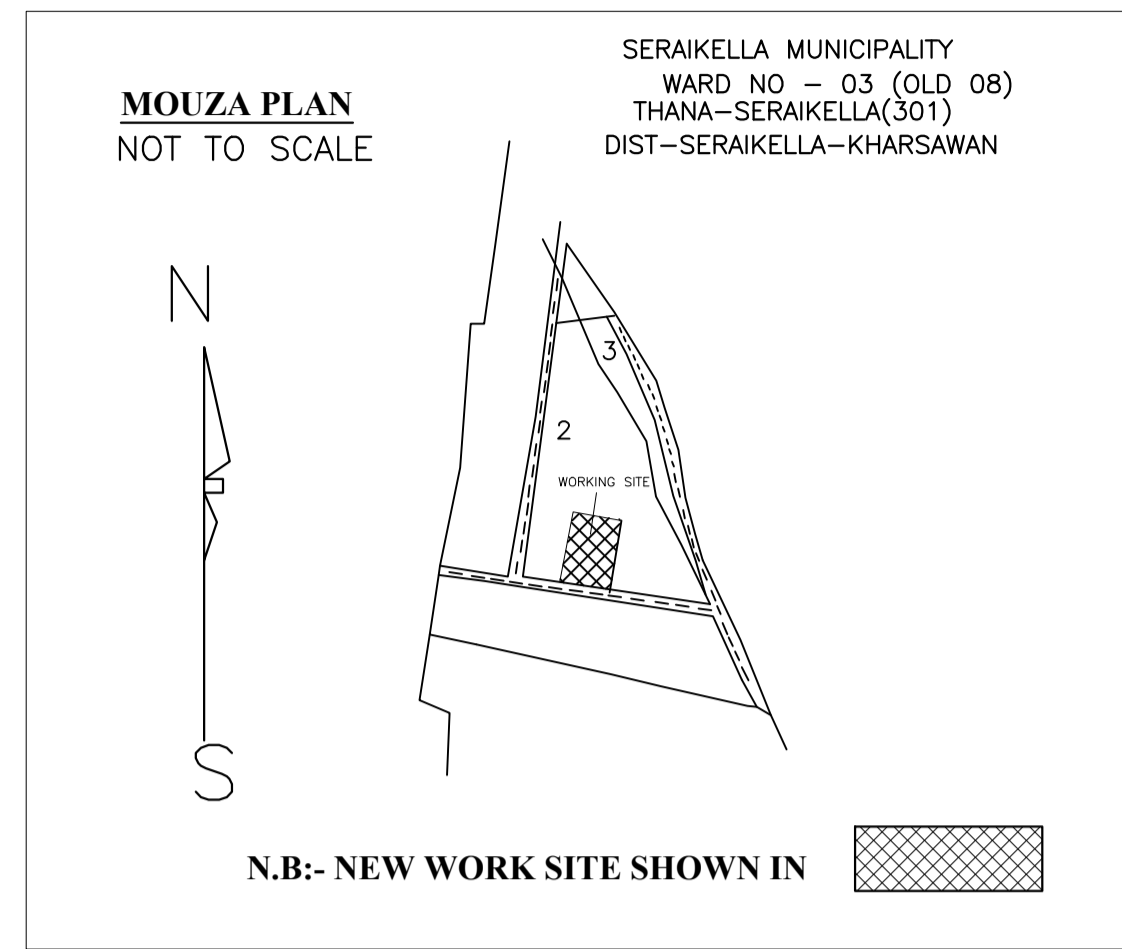 SERAIKELLA MUNICIPALITY
WARD NO - 03 (OLD 08)
THANA-SERAIKELLA(301)
DIST-SERAIKELLA-KHARSAWAN
MOUZA PLAN
NOT TO SCALE
N
3
2
WORKING SITE
S
N.B:- NEW WORK SITE SHOWN IN